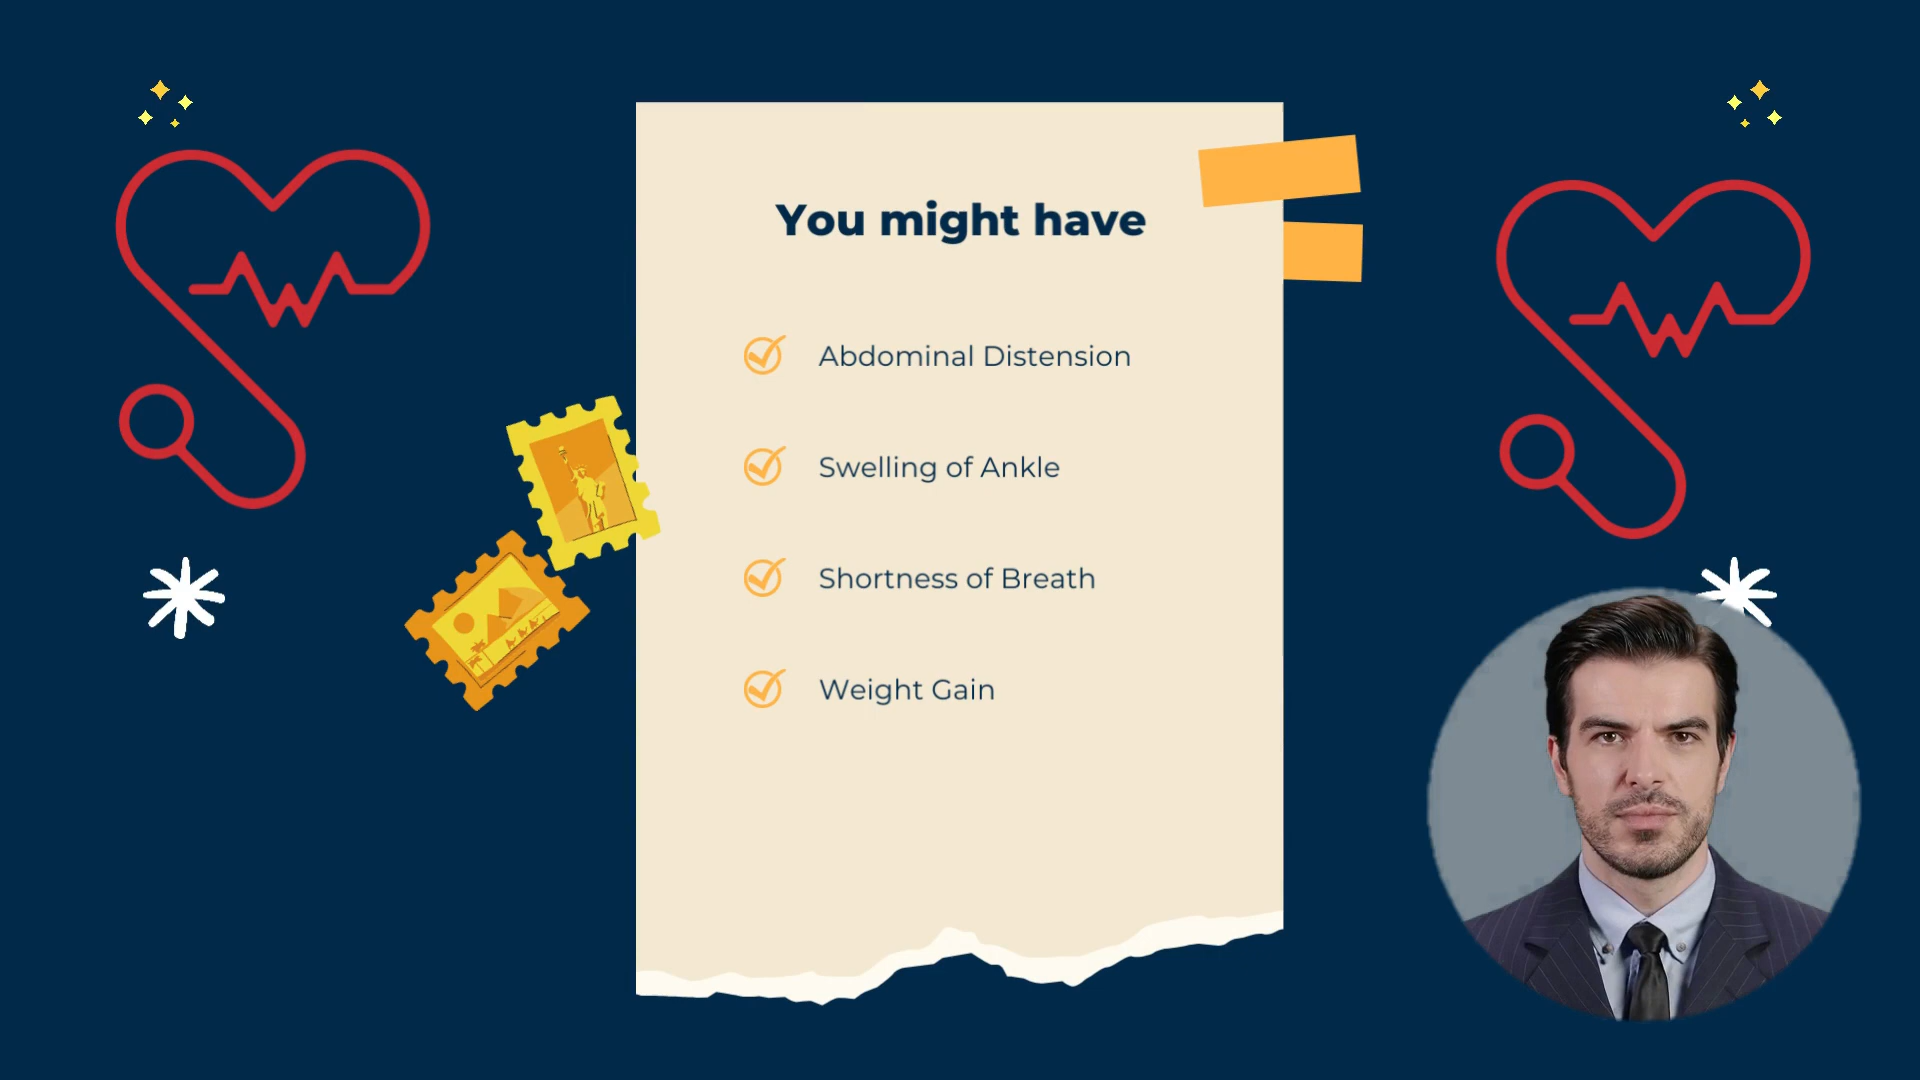 You might have
Abdominal Distension
Swelling of Ankle
Shortness of Breath
Weight Gain